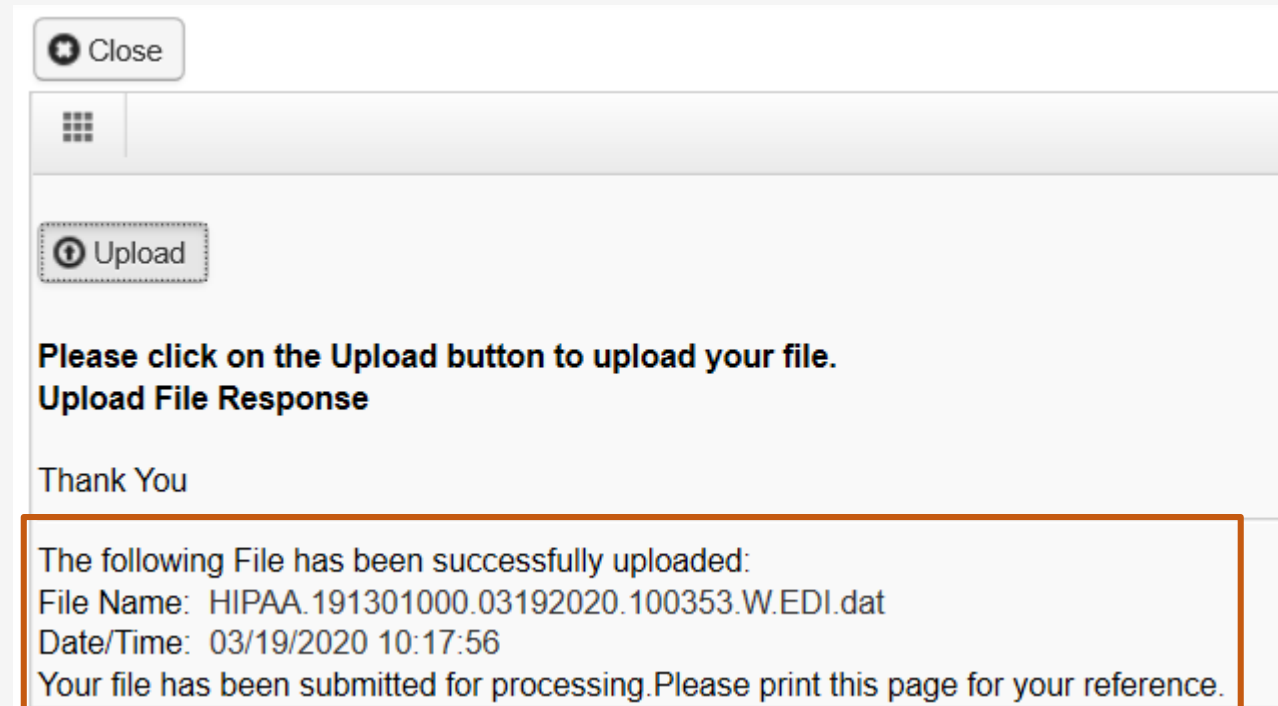 Close
Upload
Please click on the Upload button to upload your file.
Upload File Response
Thank You
The following File has been successfully uploaded:
File Name: HIPAA.191301000.03192020.100353.W.EDI.dat
Date/Time: 03/19/2020 10:17:56
Your file has been submitted for processing.Please print this page for your reference.